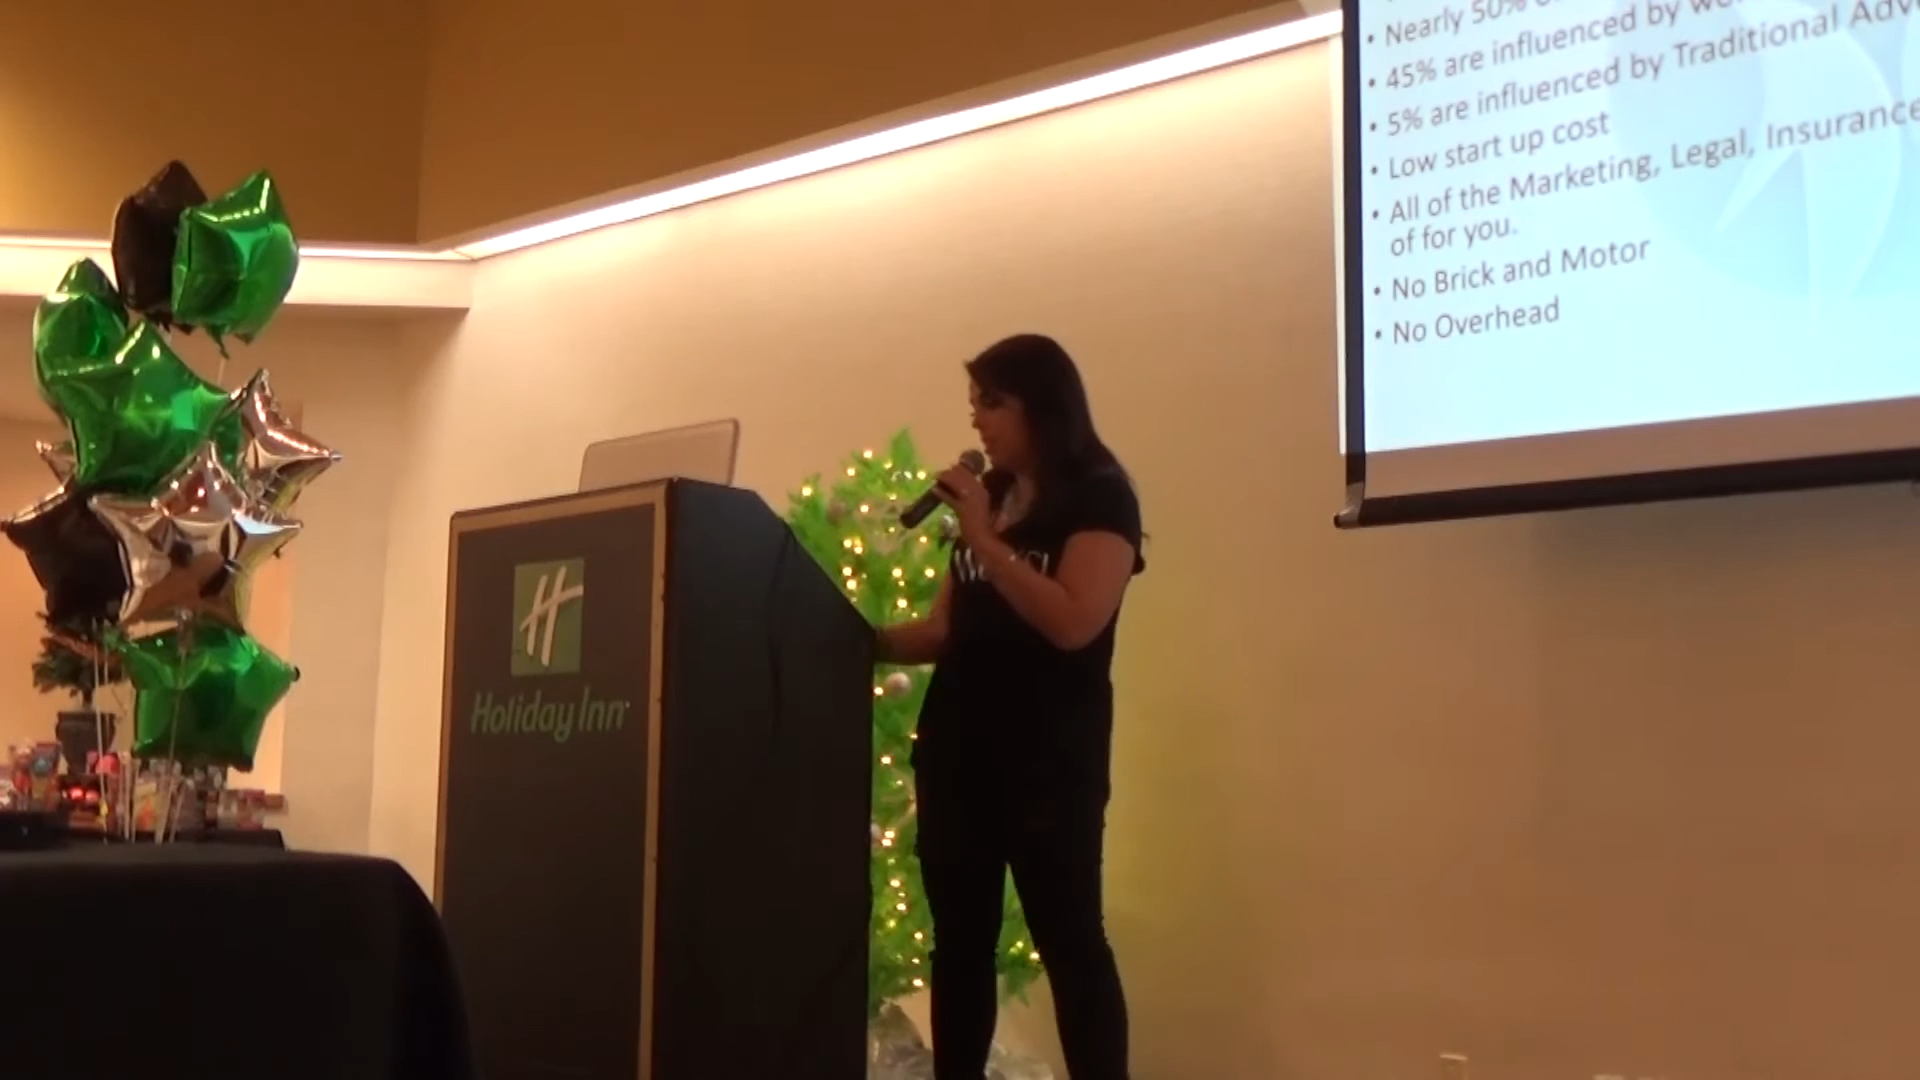 • Nearly 50%
• 45% are influenced by
• 5% are influenced by Traditional
• Low start up cost
• All of the Marketing, Legal, Insurance
of for you.
• No Brick and Motor
• No Overhead
H
Holiday Inn